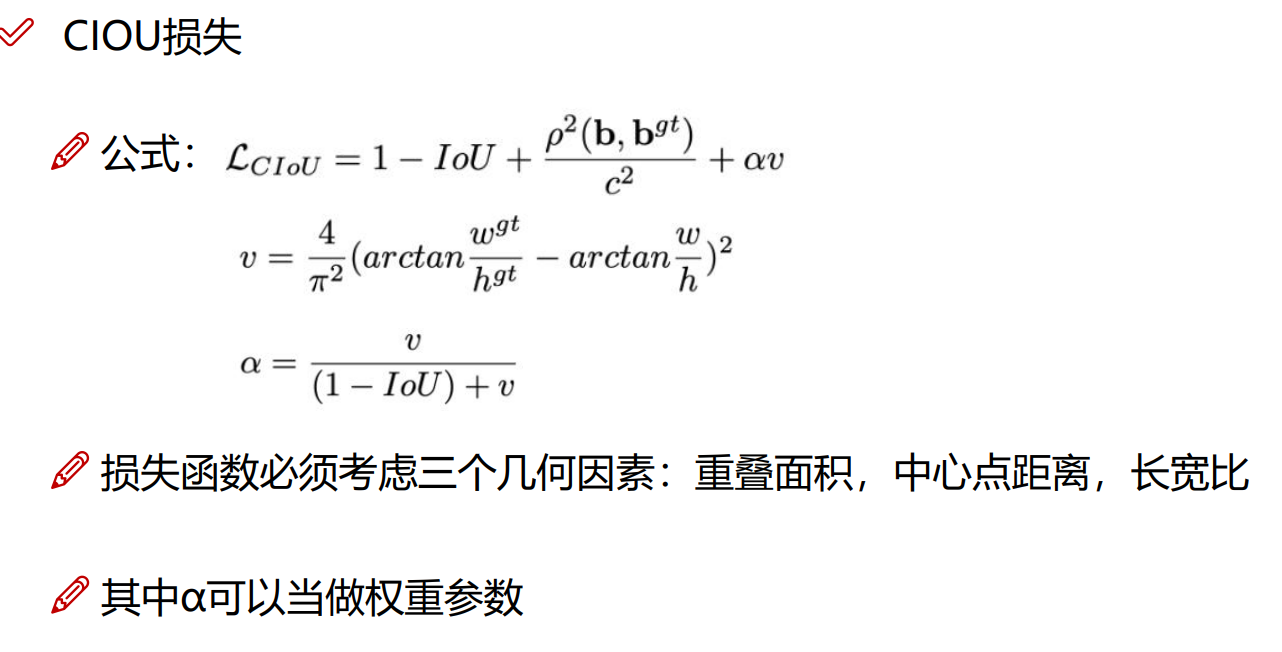 CIOU损失
公式：$\mathcal{L}_{CIoU} = 1 - IoU + \frac{\rho^2(\mathbf{b}, \mathbf{b}^{gt})}{c^2} + \alpha v$
$v = \frac{4}{\pi^2}(arctan\frac{w^{gt}}{h^{gt}} - arctan\frac{w}{h})^2$
$\alpha = \frac{v}{(1 - IoU) + v}$
损失函数必须考虑三个几何因素：重叠面积，中心点距离，长宽比
其中α可以当做权重参数